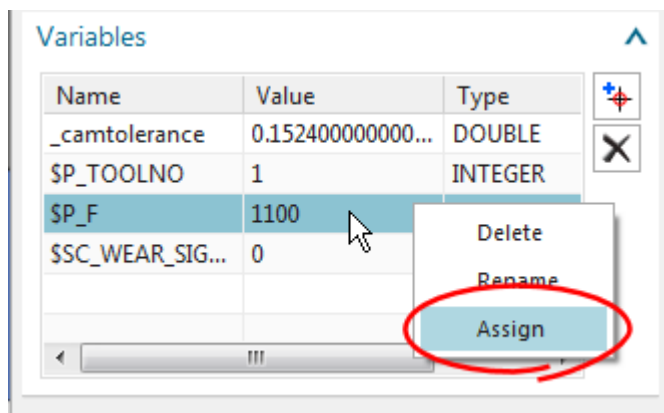 Variables
Name Value Type
_camtolerance 0.152400000000... DOUBLE
$P_TOOLNO 1 INTEGER
$P_F 1100
$SC_WEAR_SIG... 0
Delete
Rename
Assign